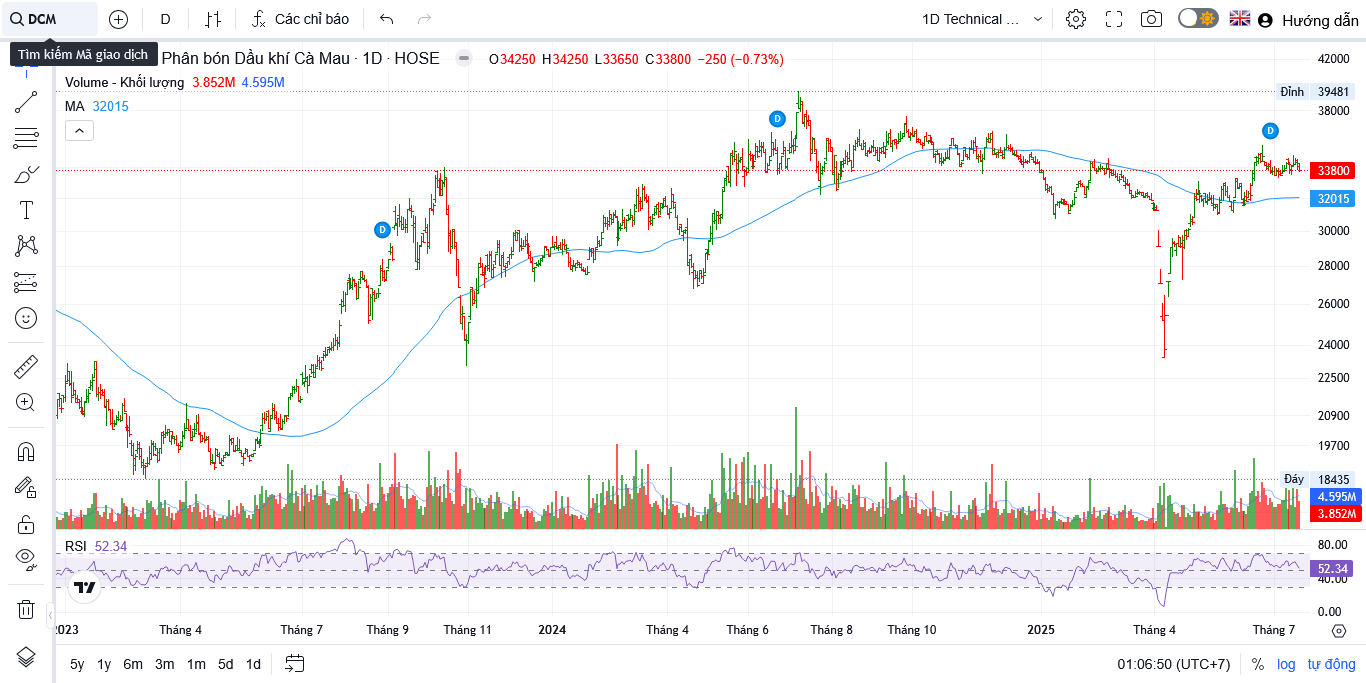 DCM
D
Các chỉ báo
1D Technical ...
Hướng dẫn
Tìm kiếm Mã giao dịch
Phân bón Dầu khí Cà Mau · 1D · HOSE
O34250 H34250 L33650 C33800 −250 (−0.73%)
Volume - Khối lượng 3.852M 4.595M
MA 32015
42000
Đỉnh 39481
38000
D
D
D
33800
32015
30000
28000
26000
24000
22500
20900
19700
Đáy 18435
4.595M
3.852M
RSI 52.34
80.00
52.34
40.00
0.00
2023 Tháng 4 Tháng 7 Tháng 9 Tháng 11 2024 Tháng 4 Tháng 6 Tháng 8 Tháng 10 2025 Tháng 4 Tháng 7
5y 1y 6m 3m 1m 5d 1d
01:06:50 (UTC+7) % log tự động